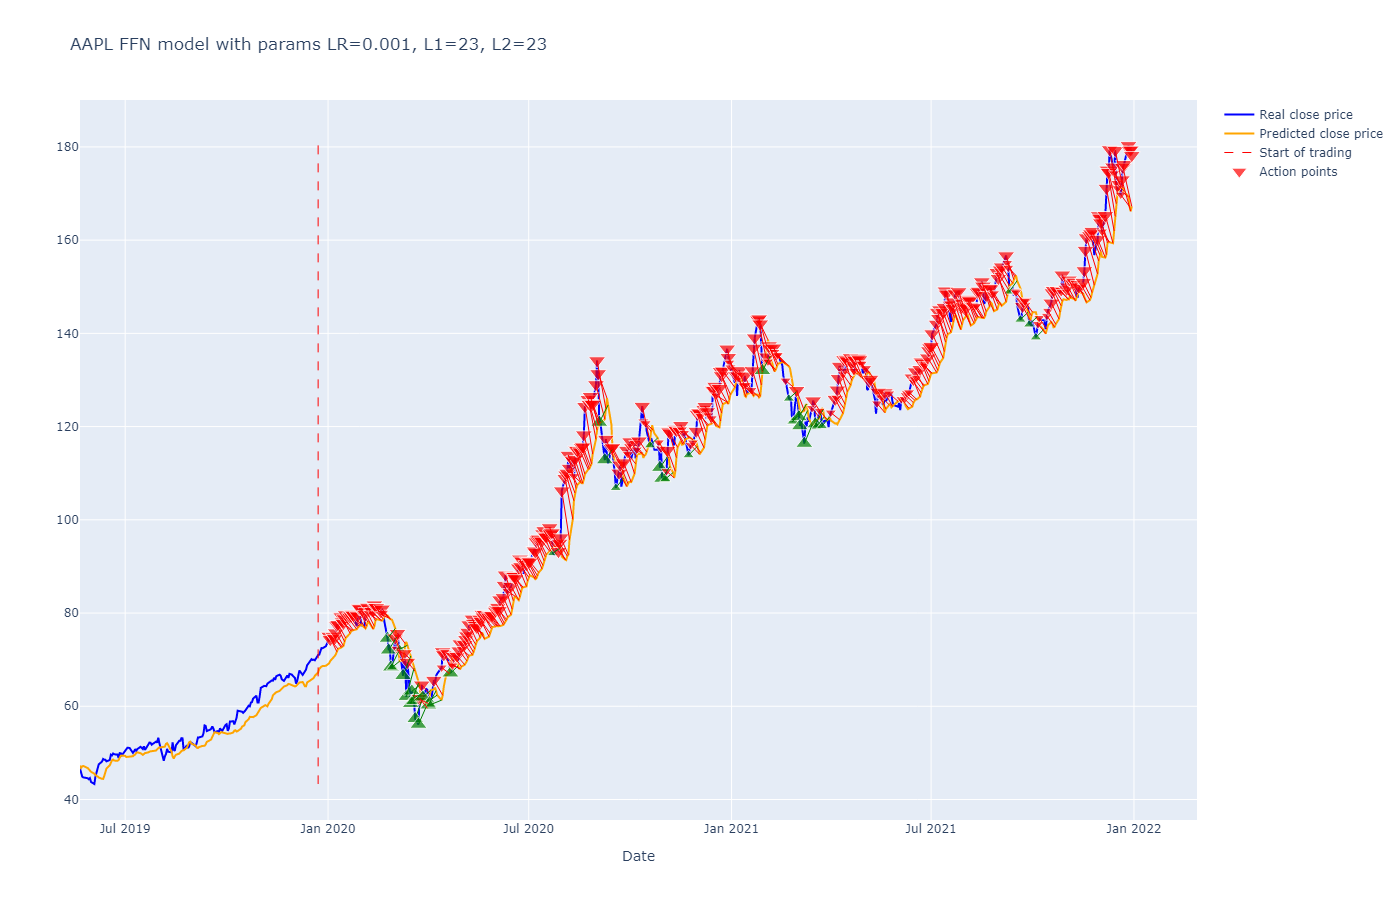 AAPL FFN model with params LR=0.001, L1=23, L2=23
Real close price
Predicted close price
Start of trading
Action points
180
160
140
120
100
80
60
40
Jul 2019
Jan 2020
Jul 2020
Jan 2021
Jul 2021
Jan 2022
Date